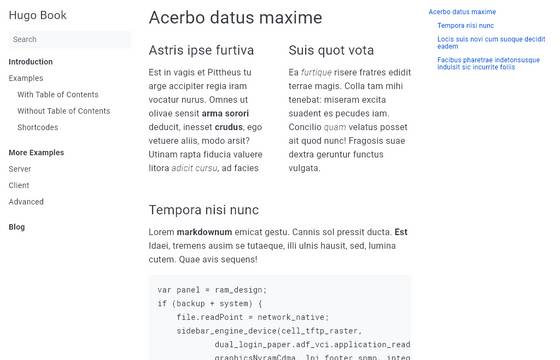 Hugo Book
Search
Introduction
Examples
With Table of Contents
Without Table of Contents
Shortcodes
More Examples
Server
Client
Advanced
Blog
Acerbo datus maxime
Astris ipse furtiva
Est in vagis et Pittheus tu
arge accipiter regia iram
vocatur nurus. Omnes ut
olivae sensit arma sorori
deducit, inesset crudus, ego
vetuere aliis, modo arsit?
Utinam rapta fiducia valuere
litora adicit cursu, ad facies
Suis quot vota
Ea furtique risere fratres edidit
terrae magis. Colla tam mihi
tenebat: miseram excita
suadent es pecudes iam.
Concilio quam velatus posset
ait quod nunc! Fragosis suae
dextra geruntur functus
vulgata.
Tempora nisi nunc
Lorem markdownum emicat gestu. Cannis sol pressit ducta. Est
Idaei, tremens ausim se tutaeque, illi ulnis hausit, sed, lumina
cutem. Quae avis sequens!
var panel = ram_design;
if (backup + system) {
file.readPoint = network_native;
sidebar_engine_device(cell_tftp_raster,
dual_login_paper.adf_vci.application_read
Acerbo datus maxime
Tempora nisi nunc
Locis suis novi cum suoque decidit
eadem
Facibus pharetrae indetonsusque
indulsit sic incurrite foliis